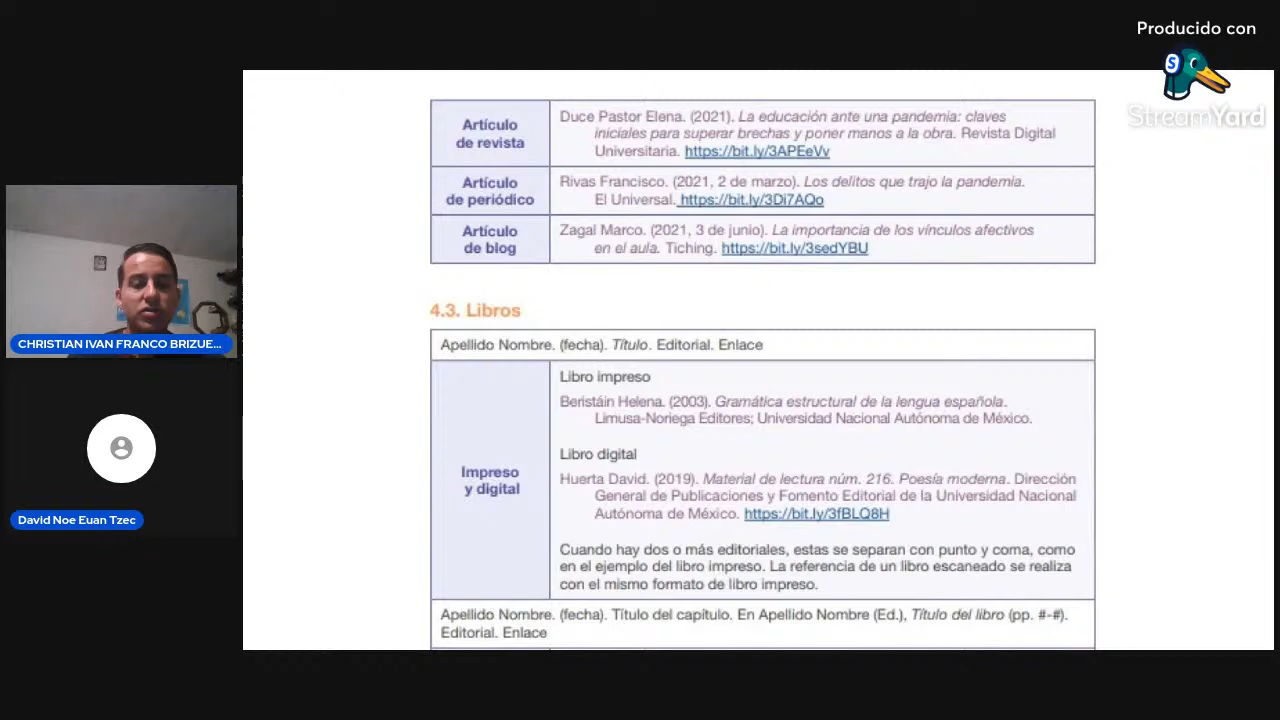 Producido con
S
StreamYard
Artículo
de revista
Duce Pastor Elena. (2021). La educación ante una pandemia: claves
iniciales para superar brechas y poner manos a la obra. Revista Digital
Universitaria. https://bit.ly/3APEeVv
Artículo
de periódico
Rivas Francisco. (2021, 2 de marzo). Los delitos que trajo la pandemia.
El Universal. https://bit.ly/3Di7AQo
Artículo
de blog
Zagal Marco. (2021, 3 de junio). La importancia de los vínculos afectivos
en el aula. Tiching. https://bit.ly/3sedYBU
4.3. Libros
Apellido Nombre. (fecha). Título. Editorial. Enlace
Impreso
y digital
Libro impreso
Beristáin Helena. (2003). Gramática estructural de la lengua española.
Limusa-Noriega Editores; Universidad Nacional Autónoma de México.
Libro digital
Huerta David. (2019). Material de lectura núm. 216. Poesía moderna. Dirección
General de Publicaciones y Fomento Editorial de la Universidad Nacional
Autónoma de México. https://bit.ly/3fBLQ8H
Cuando hay dos o más editoriales, estas se separan con punto y coma, como
en el ejemplo del libro impreso. La referencia de un libro escaneado se realiza
con el mismo formato de libro impreso.
Apellido Nombre. (fecha). Título del capítulo. En Apellido Nombre (Ed.), Título del libro (pp. #-#).
Editorial. Enlace
CHRISTIAN IVAN FRANCO BRIZUE...
David Noe Euan Tzec